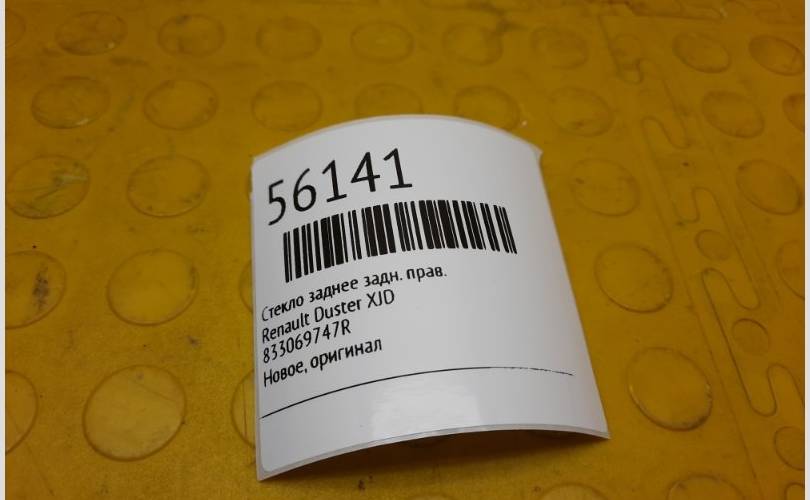 56141
Стекло заднее задн. прав.
Renault Duster XJD
833069747R
Новое, оригинал